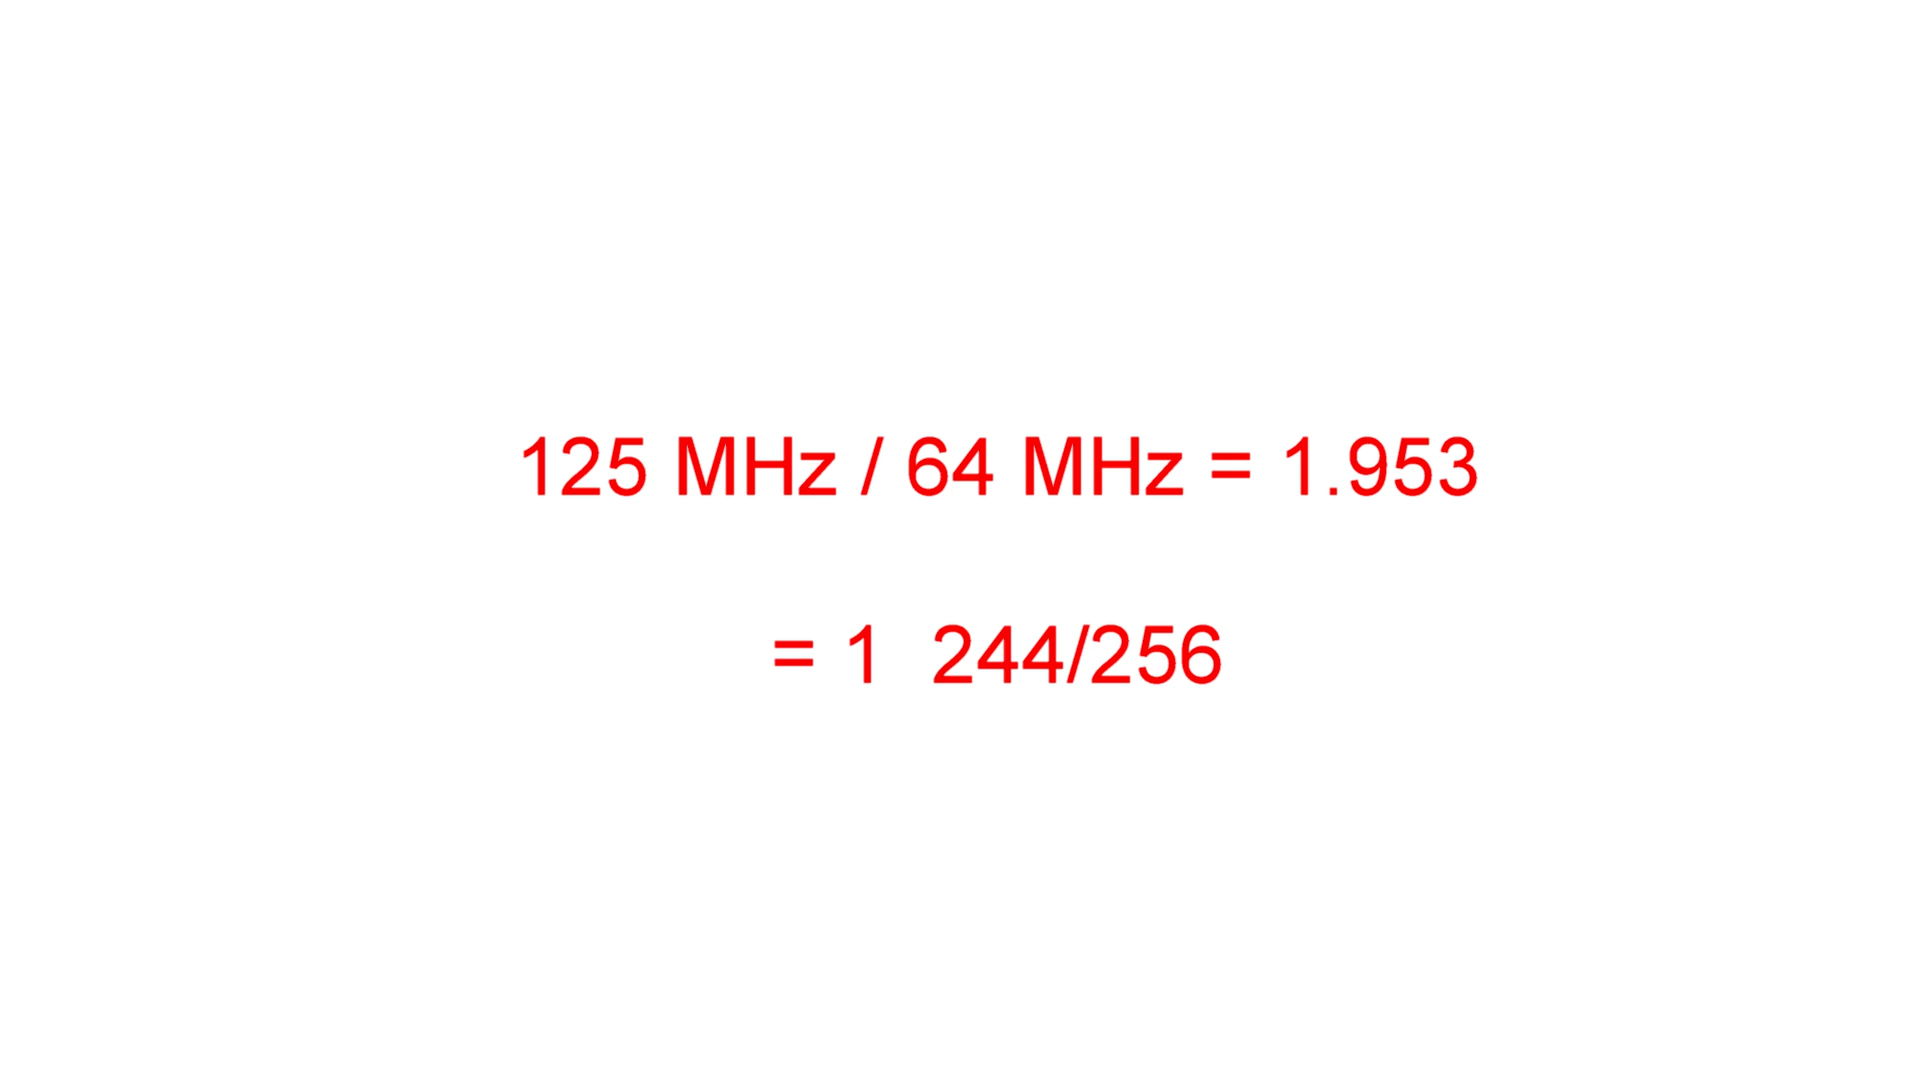 125 MHz / 64 MHz = 1.953
= 1  244/256